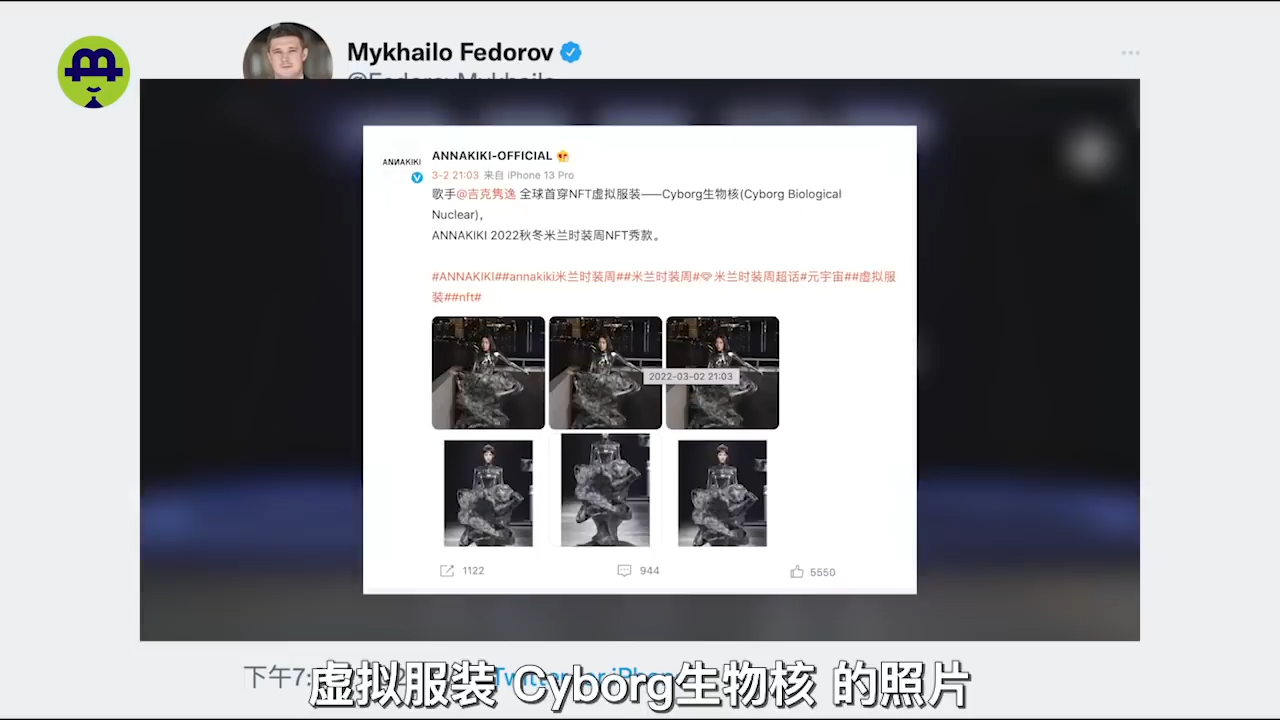 Mykhailo Fedorov
@FedorovMykhailo
ANNAKIKI
ANNAKIKI-OFFICIAL
3-2 21:03 来自 iPhone 13 Pro
歌手@吉克隽逸 全球首穿NFT虚拟服装——Cyborg生物核(Cyborg Biological
Nuclear)，
ANNAKIKI 2022秋冬米兰时装周NFT秀款。
#ANNAKIKI##annakiki米兰时装周##米兰时装周#米兰时装周超话#元宇宙##虚拟服
装##nft#
2022-03-02 21:03
1122
944
5550
下午7:
虚拟服装 Cyborg生物核 的照片